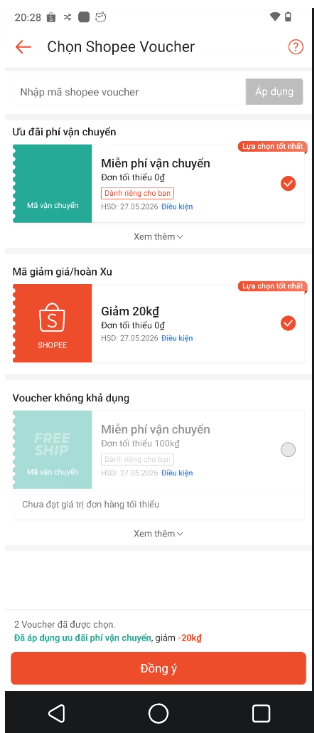 20:28
Chọn Shopee Voucher
Nhập mã shopee voucher
Áp dụng
Ưu đãi phí vận chuyển
Lựa chọn tốt nhất
Miễn phí vận chuyển
Đơn tối thiểu 0₫
Dành riêng cho bạn
Mã vận chuyển
HSD: 27.05.2026 Điều kiện
Xem thêm
Mã giảm giá/hoàn Xu
Lựa chọn tốt nhất
Giảm 20k₫
Đơn tối thiểu 0₫
HSD: 27.05.2026 Điều kiện
SHOPEE
Voucher không khả dụng
FREE
SHIP
Mã vận chuyển
Miễn phí vận chuyển
Đơn tối thiểu 100k₫
Dành riêng cho bạn
HSD: 27.05.2026 Điều kiện
Chưa đạt giá trị đơn hàng tối thiểu
Xem thêm
2 Voucher đã được chọn.
Đã áp dụng ưu đãi phí vận chuyển, giảm -20k₫
Đồng ý